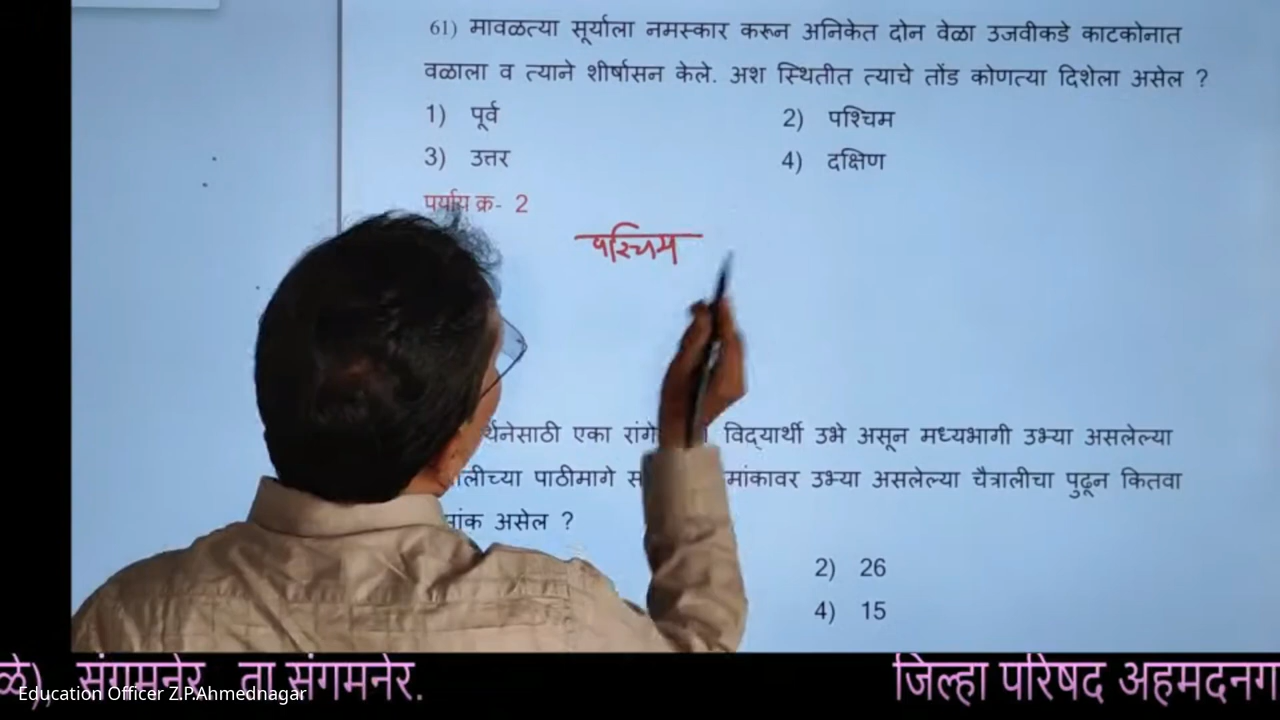 61) मावळत्या सूर्याला नमस्कार करून अनिकेत दोन वेळा उजवीकडे काटकोनात
वळाला व त्याने शीर्षासन केले. अश स्थितीत त्याचे तोंड कोणत्या दिशेला असेल ?
1) पूर्व 2) पश्चिम
3) उत्तर 4) दक्षिण
पर्याय क्र- 2
पश्चिम
एका विद्यार्थी उभे असून मध्यभागी उभ्या असलेल्या
पाठीमागे उभ्या असलेल्या चैत्रालीचा पुढून कितवा
असेल ?
2) 26
4) 15
संगमनेर ता.संगमनेर. जिल्हा परिषद अहमदनग
Education Officer Z.P.Ahmednagar